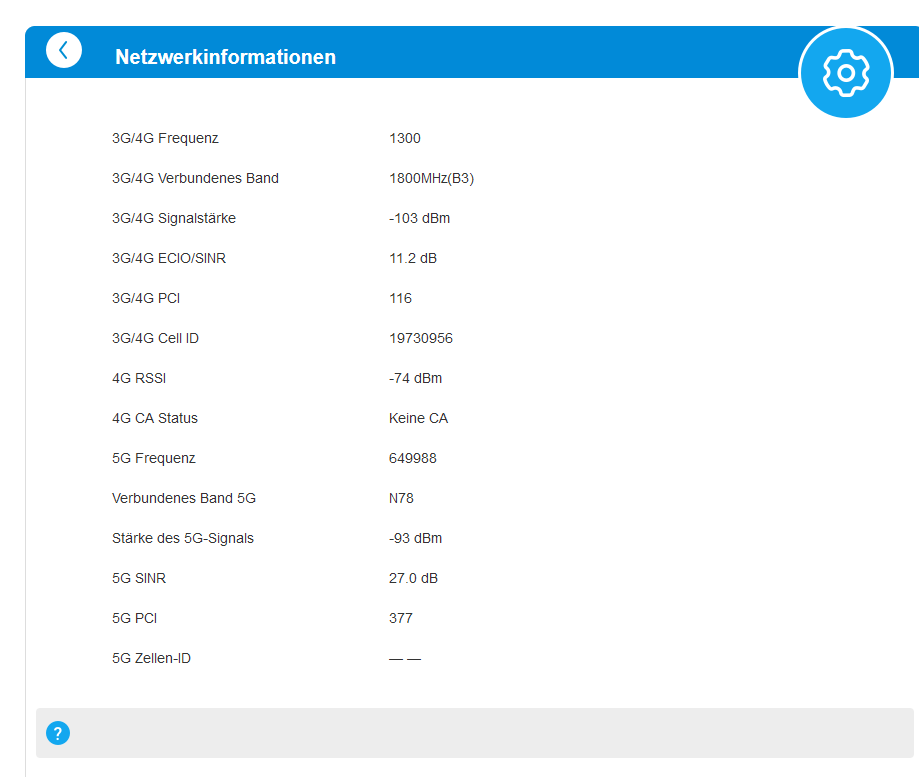 Netzwerkinformationen
3G/4G Frequenz 1300
3G/4G Verbundenes Band 1800MHz(B3)
3G/4G Signalstärke -103 dBm
3G/4G ECIO/SINR 11.2 dB
3G/4G PCI 116
3G/4G Cell ID 19730956
4G RSSI -74 dBm
4G CA Status Keine CA
5G Frequenz 649988
Verbundenes Band 5G N78
Stärke des 5G-Signals -93 dBm
5G SINR 27.0 dB
5G PCI 377
5G Zellen-ID — —
?